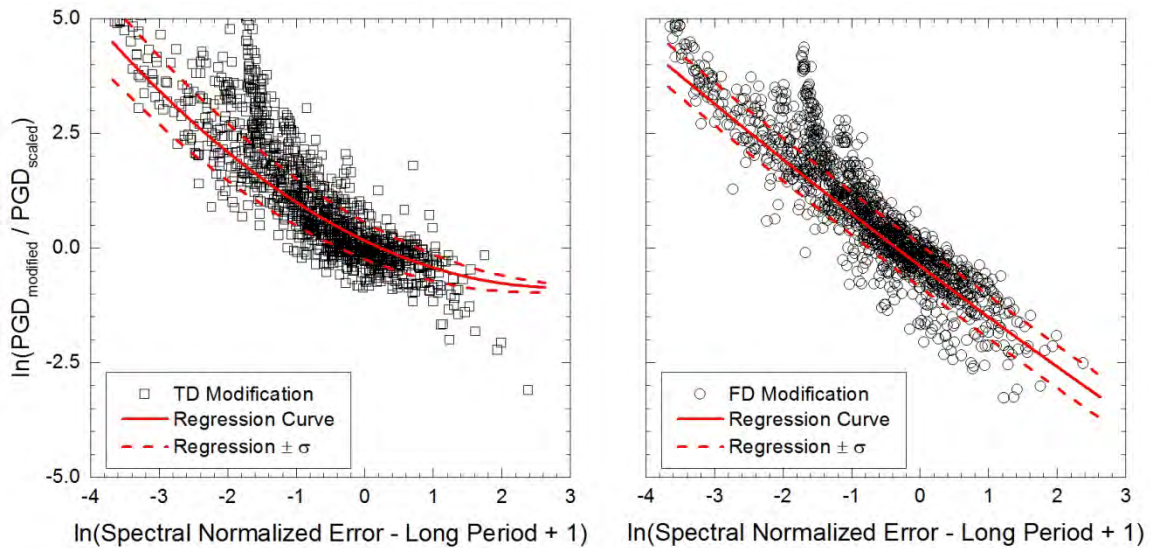 ln(PGD_modified / PGD_scaled)
5.0
2.5
0.0
-2.5
-5.0
TD Modification
Regression Curve
Regression ± σ
-4 -3 -2 -1 0 1 2 3
ln(Spectral Normalized Error - Long Period + 1)
FD Modification
Regression Curve
Regression ± σ
-4 -3 -2 -1 0 1 2 3
ln(Spectral Normalized Error - Long Period + 1)